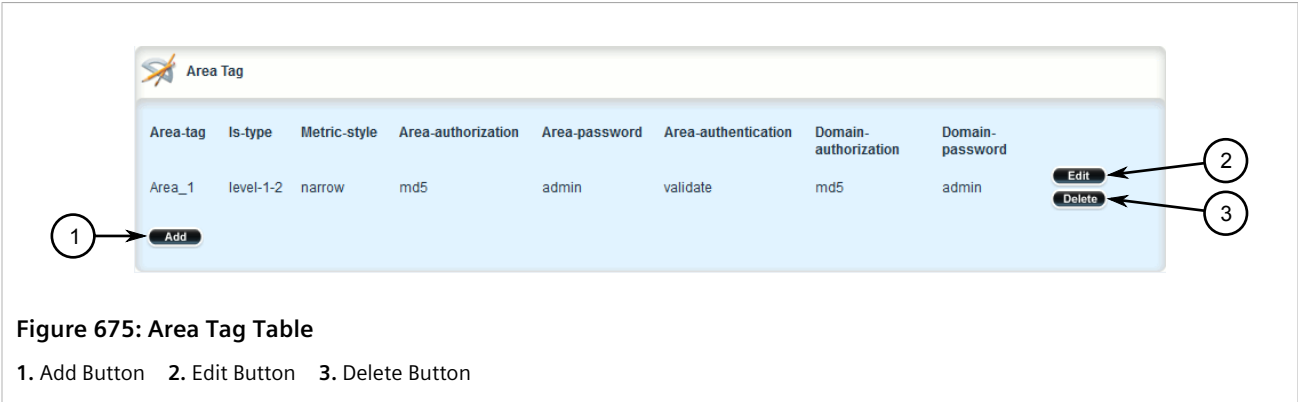 Area Tag
Area-tag Is-type Metric-style Area-authorization Area-password Area-authentication Domain-authorization Domain-password
Area_1 level-1-2 narrow md5 admin validate md5 admin
Edit
Delete
Add
1
2
3
Figure 675: Area Tag Table
1. Add Button 2. Edit Button 3. Delete Button